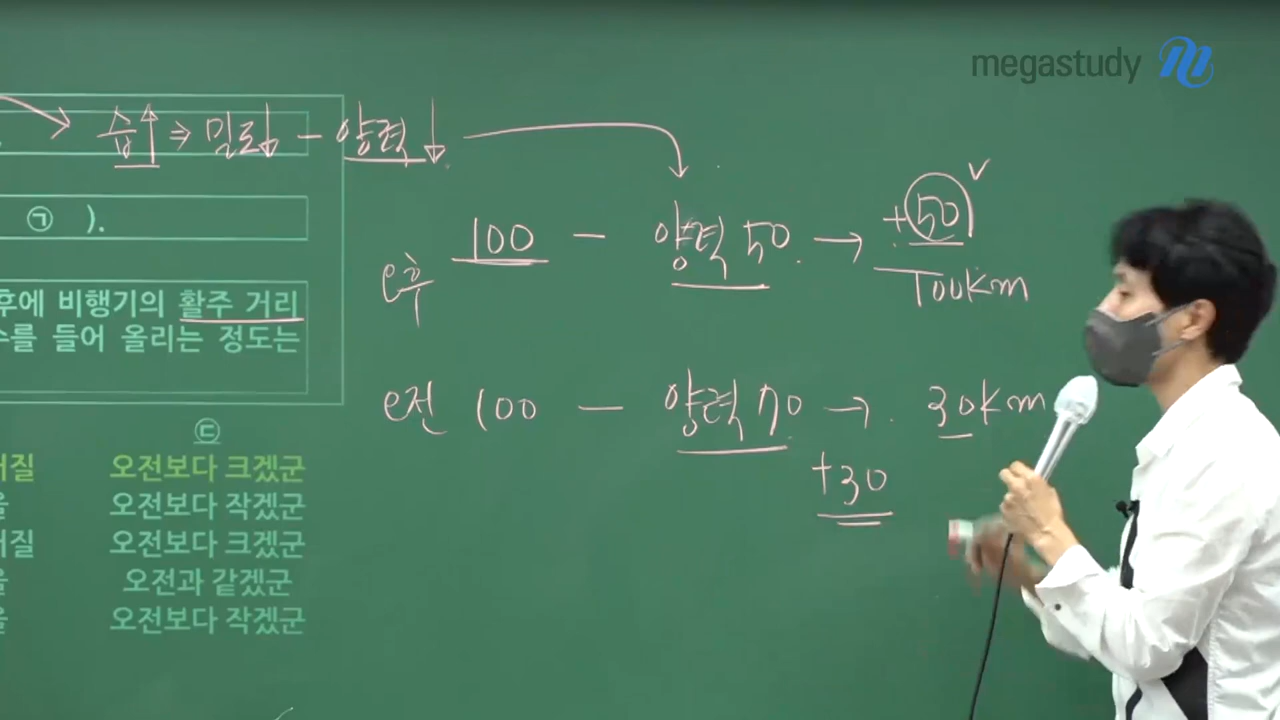 megastudy
습↑ ⇒ 밀도↓ - 양력↓
㉠ ).
100 - 양력 50 → +50
e후
100km
후에 비행기의 활주 거리
수를 들어 올리는 정도는
e전 100 - 양력 70 → 30km
+30
㉢
오전보다 크겠군
오전보다 작겠군
오전보다 크겠군
오전과 같겠군
오전보다 작겠군